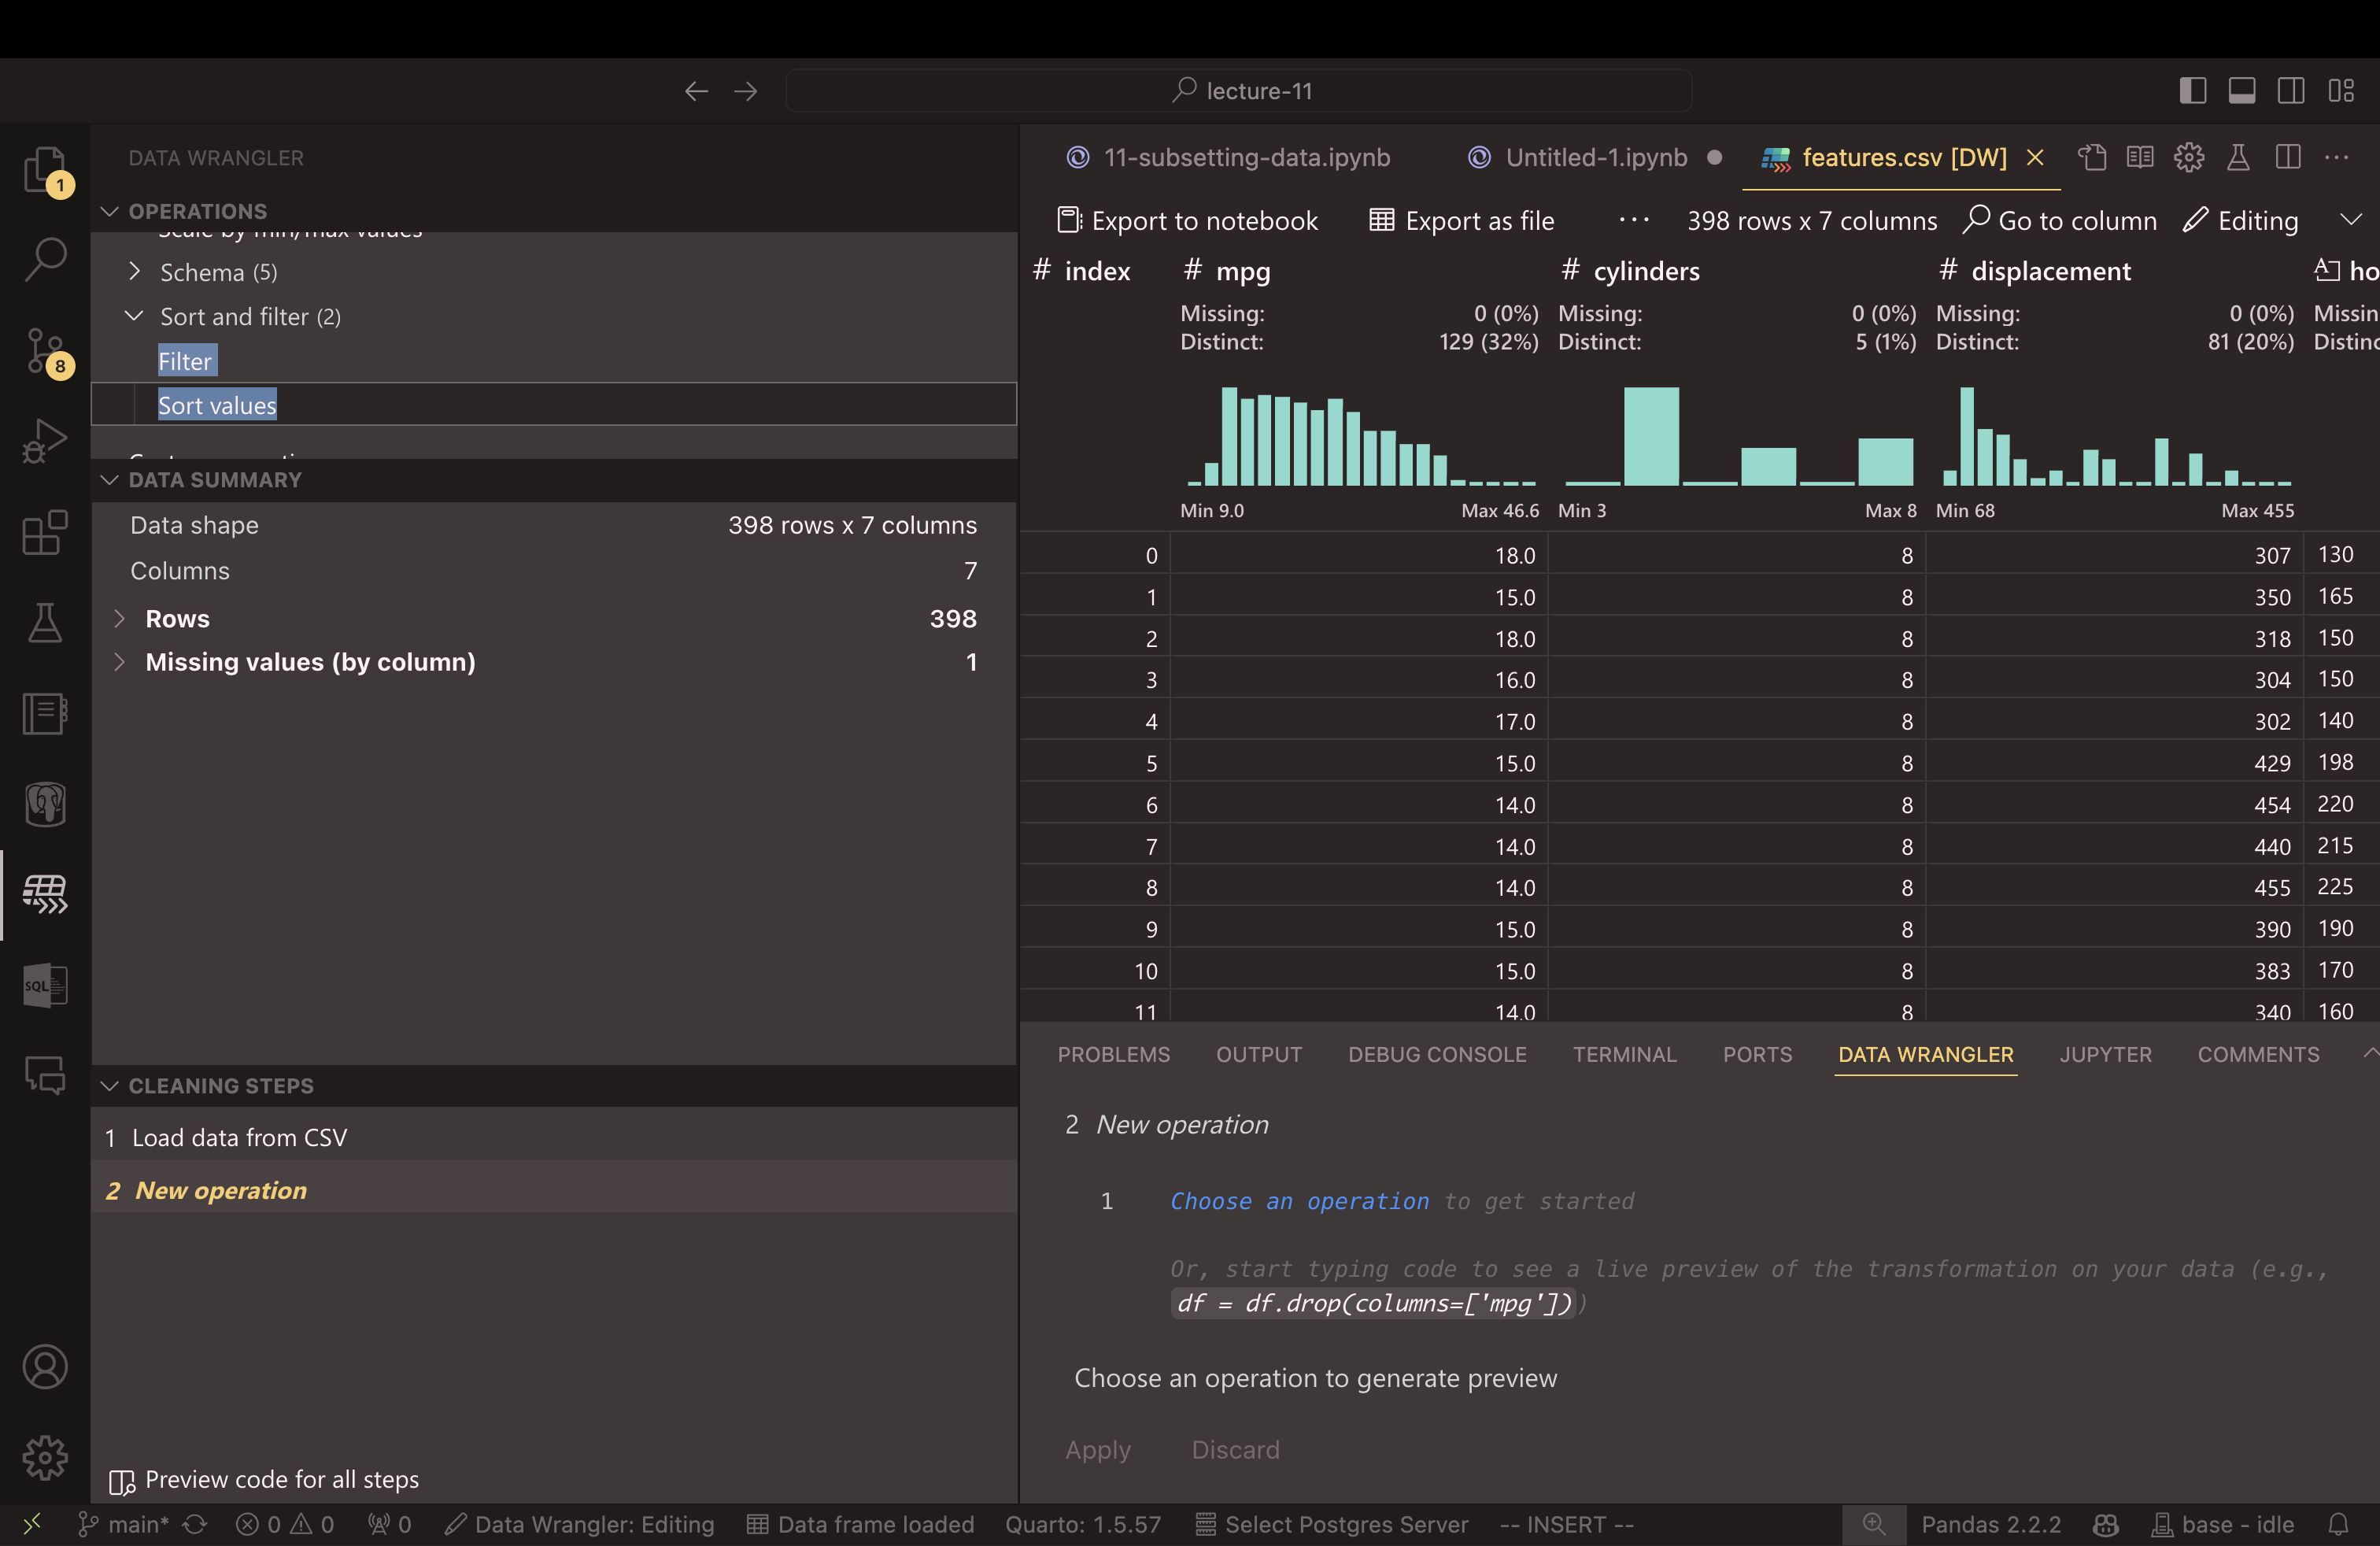 lecture-11
DATA WRANGLER
1
OPERATIONS
Scale by min/max values
Schema (5)
Sort and filter (2)
Filter
8
Sort values
DATA SUMMARY
Data shape 398 rows x 7 columns
Columns 7
Rows 398
Missing values (by column) 1
SQL
CLEANING STEPS
1 Load data from CSV
2 New operation
Preview code for all steps
11-subsetting-data.ipynb Untitled-1.ipynb features.csv [DW]
Export to notebook Export as file ··· 398 rows x 7 columns Go to column Editing
# index # mpg # cylinders # displacement ho
Missing: 0 (0%) Missing: 0 (0%) Missing: 0 (0%) Missin
Distinct: 129 (32%) Distinct: 5 (1%) Distinct: 81 (20%) Distinc
Min 9.0 Max 46.6 Min 3 Max 8 Min 68 Max 455
0 18.0 8 307 130
1 15.0 8 350 165
2 18.0 8 318 150
3 16.0 8 304 150
4 17.0 8 302 140
5 15.0 8 429 198
6 14.0 8 454 220
7 14.0 8 440 215
8 14.0 8 455 225
9 15.0 8 390 190
10 15.0 8 383 170
11 14.0 8 340 160
PROBLEMS OUTPUT DEBUG CONSOLE TERMINAL PORTS DATA WRANGLER JUPYTER COMMENTS
2 New operation
1 Choose an operation to get started
Or, start typing code to see a live preview of the transformation on your data (e.g.,
df = df.drop(columns=['mpg']))
Choose an operation to generate preview
Apply Discard
main* 0 0 0 Data Wrangler: Editing Data frame loaded Quarto: 1.5.57 Select Postgres Server -- INSERT -- Pandas 2.2.2 base - idle